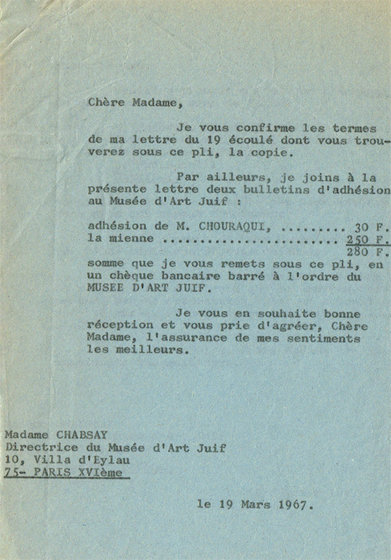 Chère Madame,
Je vous confirme les termes
de ma lettre du 19 écoulé dont vous trou-
verez sous ce pli, la copie.
Par ailleurs, je joins à la
présente lettre deux bulletins d'adhésion
au Musée d'Art Juif :
adhésion de M. CHOURAQUI, ......... 30 F.
la mienne ....................... 250 F.
280 F.
somme que je vous remets sous ce pli, en
un chèque bancaire barré à l'ordre du
MUSEE D'ART JUIF.
Je vous en souhaite bonne
réception et vous prie d'agréer, Chère
Madame, l'assurance de mes sentiments
les meilleurs.
Madame CHABSAY
Directrice du Musée d'Art Juif
10, Villa d'Eylau
75- PARIS XVIème
le 19 Mars 1967.